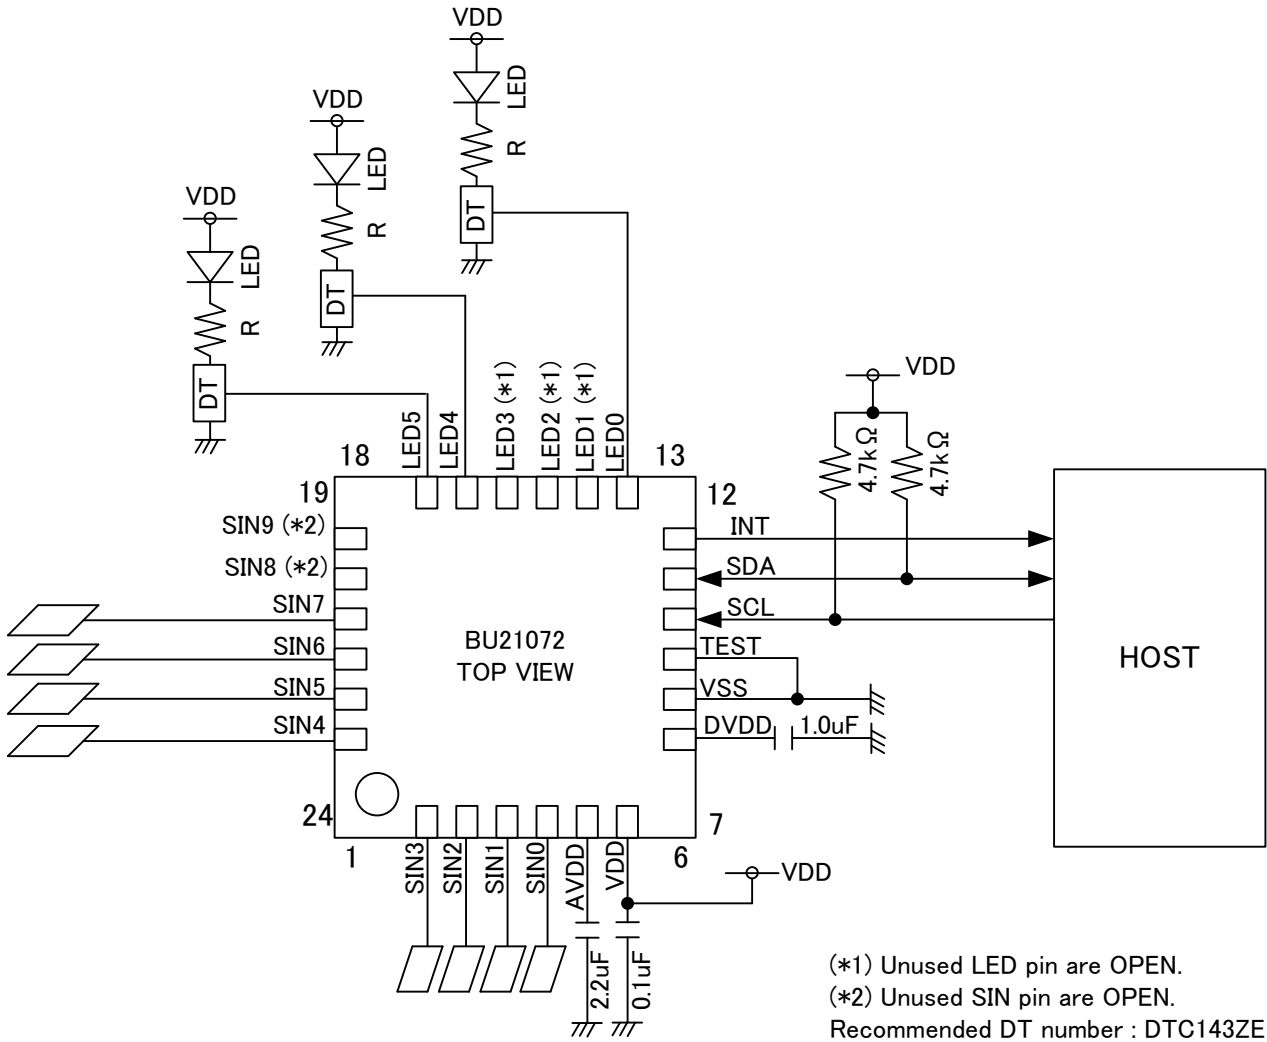 VDD
LED
R
DT
VDD
LED
R
DT
VDD
LED
R
DT
LED5
LED4
LED3 (*1)
LED2 (*1)
LED1 (*1)
LED0
18
13
19
12
SIN9 (*2)
SIN8 (*2)
SIN7
SIN6
SIN5
SIN4
BU21072
TOP VIEW
VDD
4.7kΩ
4.7kΩ
INT
SDA
SCL
TEST
VSS
DVDD
1.0uF
HOST
24
7
1
6
SIN3
SIN2
SIN1
SIN0
AVDD
VDD
VDD
2.2uF
0.1uF
(*1) Unused LED pin are OPEN.
(*2) Unused SIN pin are OPEN.
Recommended DT number : DTC143ZE